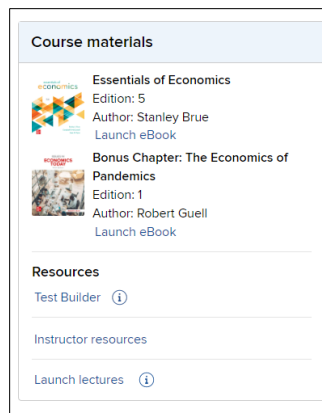 Course materials
economics
Essentials of Economics
Edition: 5
Author: Stanley Brue
Launch eBook
ECONOMICS
TODAY
Bonus Chapter: The Economics of
Pandemics
Edition: 1
Author: Robert Guell
Launch eBook
Resources
Test Builder
Instructor resources
Launch lectures